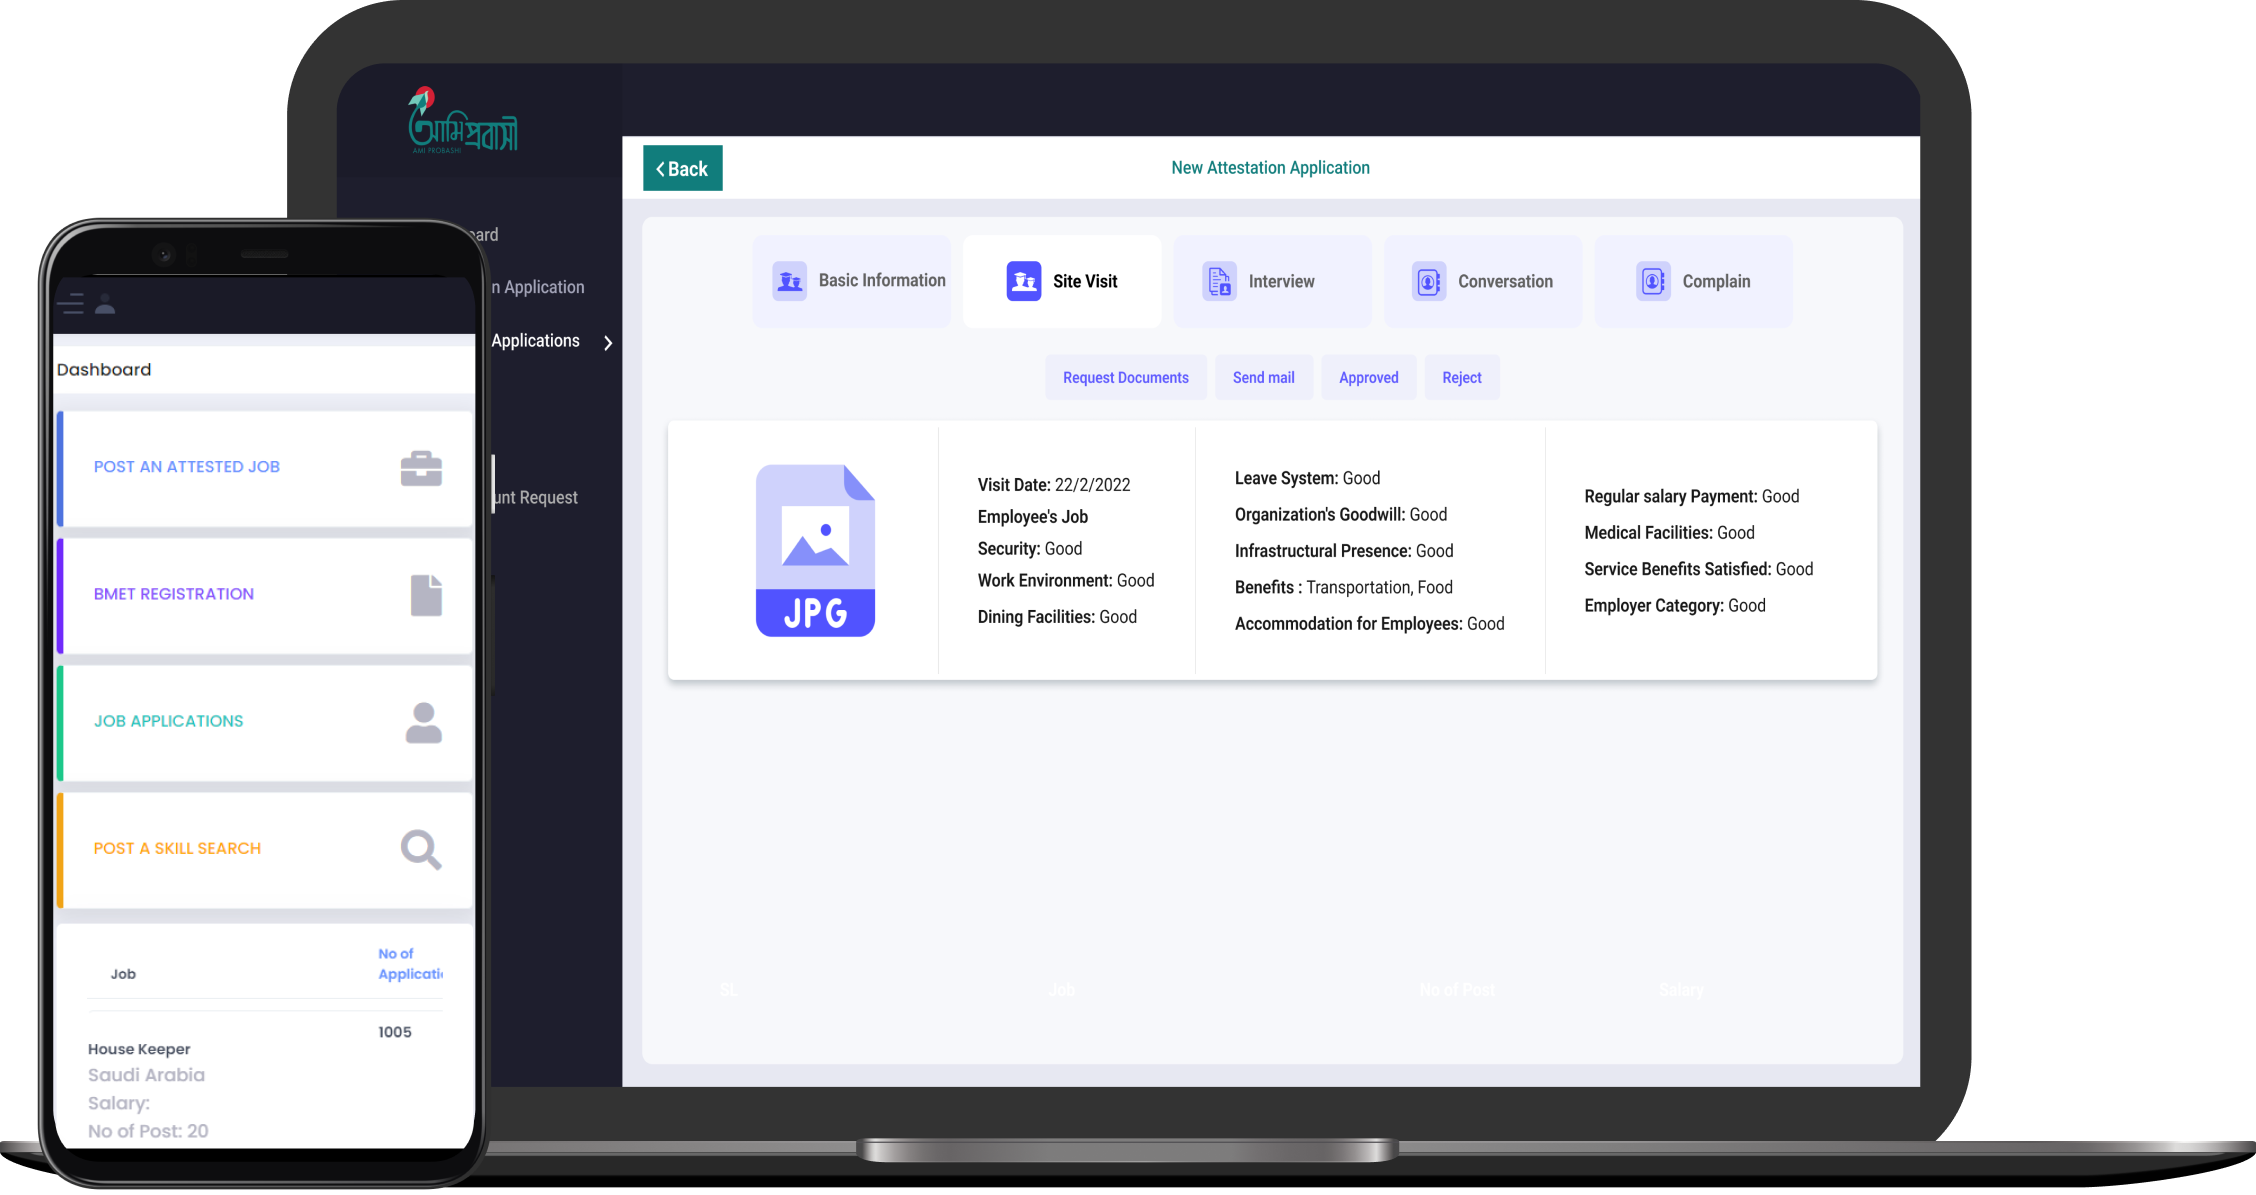 আমি প্রবাসী
AMI PROBASHI
Back
New Attestation Application
ard
n Application
Applications
unt Request
Basic Information
Site Visit
Interview
Conversation
Complain
Request Documents
Send mail
Approved
Reject
JPG
Visit Date: 22/2/2022
Employee's Job
Security: Good
Work Environment: Good
Dining Facilities: Good
Leave System: Good
Organization's Goodwill: Good
Infrastructural Presence: Good
Benefits : Transportation, Food
Accommodation for Employees: Good
Regular salary Payment: Good
Medical Facilities: Good
Service Benefits Satisfied: Good
Employer Category: Good
SL
Job
No of Post
Salary
Dashboard
POST AN ATTESTED JOB
BMET REGISTRATION
JOB APPLICATIONS
POST A SKILL SEARCH
Job
No of
Applicati
1005
House Keeper
Saudi Arabia
Salary:
No of Post: 20